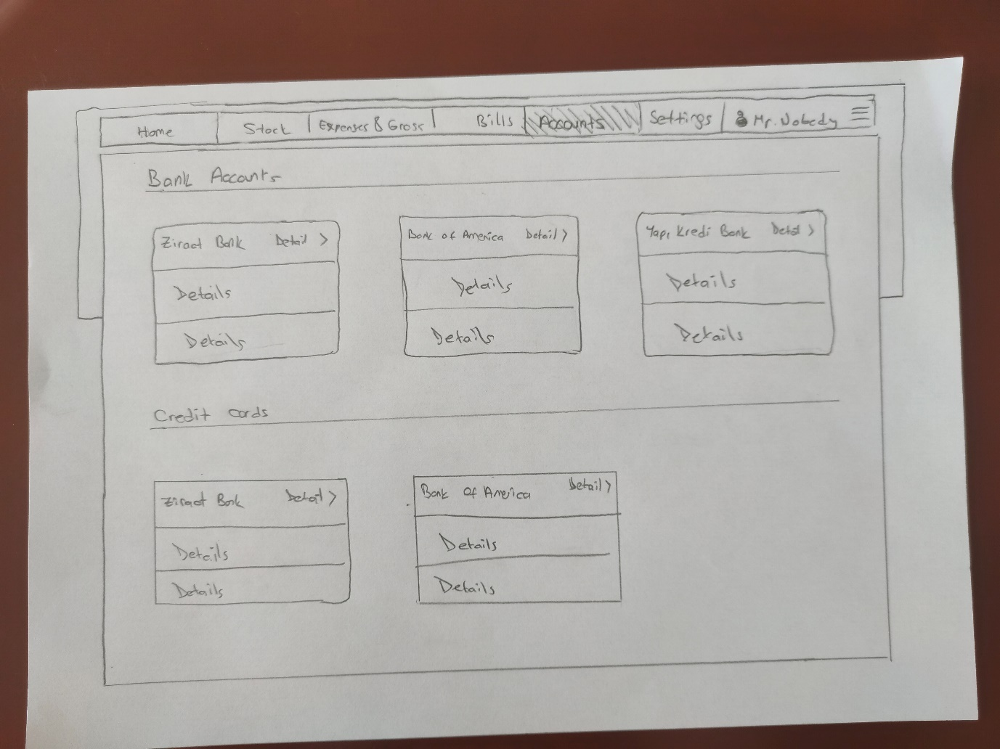 Home Stock Expenses & Gross Bills Accounts Settings Mr. Nobody
Bank Accounts
Ziraat Bank Detail > Bank of America Detail > Yapı Kredi Bank Detail >
Details Details Details
Details Details Details
Credit Cards
Ziraat Bank Detail > Bank Of America Detail >
Details Details
Details Details